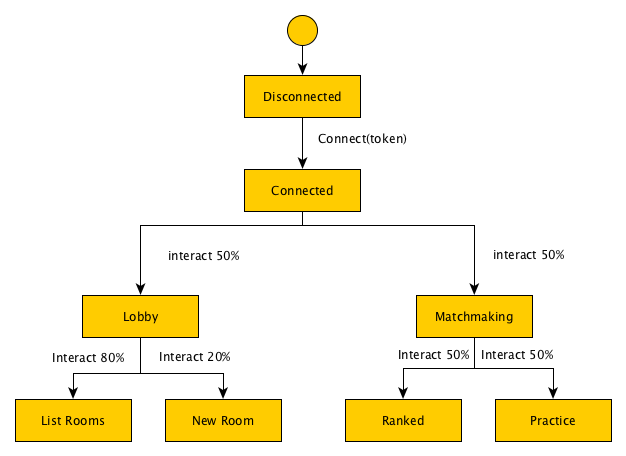 Disconnected
Connect(token)
Connected
interact 50%
interact 50%
Lobby
Matchmaking
Interact 80%
Interact 20%
Interact 50%
Interact 50%
List Rooms
New Room
Ranked
Practice